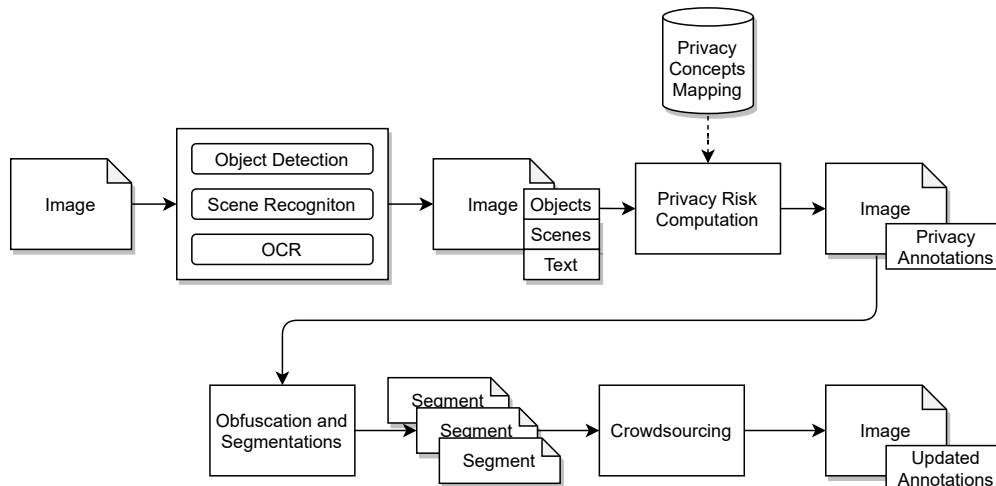 Privacy
Concepts
Mapping
Image
Object Detection
Scene Recogniton
OCR
Image
Objects
Scenes
Text
Privacy Risk
Computation
Image
Privacy
Annotations
Obfuscation and
Segmentations
Segment
Segment
Segment
Crowdsourcing
Image
Updated
Annotations